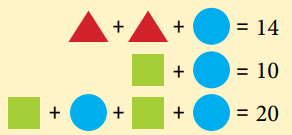 + + = 14
+ = 10
+ + + = 20